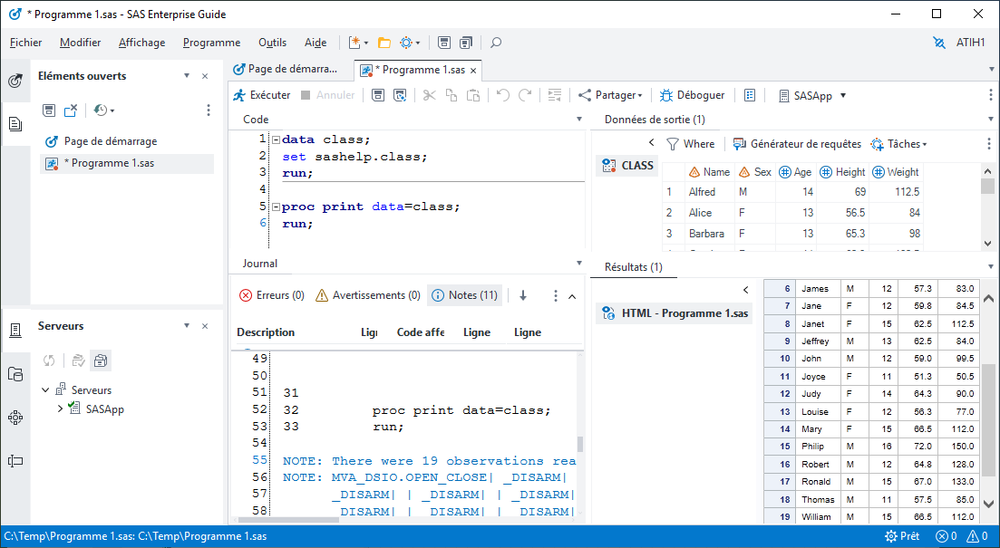 * Programme 1.sas - SAS Enterprise Guide
Fichier Modifier Affichage Programme Outils Aide ATIH1
Eléments ouverts
Page de démarrage
* Programme 1.sas
Serveurs
Serveurs
SASApp
Page de démarra... * Programme 1.sas
Exécuter Annuler Partager Déboguer SASApp
Code
1 data class;
2 set sashelp.class;
3 run;
4
5 proc print data=class;
6 run;
Journal
Erreurs (0) Avertissements (0) Notes (11)
Description Ligr Code affe Ligne Ligne
49
50
51 31
52 32 proc print data=class;
53 33 run;
54
55 NOTE: There were 19 observations rea
56 NOTE: MVA_DSIO.OPEN_CLOSE| _DISARM|
57 _DISARM| | _DISARM| | _DISARM|
58 _DISARM| | _DISARM| | _DISARM|
Données de sortie (1)
Where Générateur de requêtes Tâches
CLASS
Name Sex Age Height Weight
1 Alfred M 14 69 112.5
2 Alice F 13 56.5 84
3 Barbara F 13 65.3 98
Résultats (1)
HTML - Programme 1.sas
6 James M 12 57.3 83.0
7 Jane F 12 59.8 84.5
8 Janet F 15 62.5 112.5
9 Jeffrey M 13 62.5 84.0
10 John M 12 59.0 99.5
11 Joyce F 11 51.3 50.5
12 Judy F 14 64.3 90.0
13 Louise F 12 56.3 77.0
14 Mary F 15 66.5 112.0
15 Philip M 16 72.0 150.0
16 Robert M 12 64.8 128.0
17 Ronald M 15 67.0 133.0
18 Thomas M 11 57.5 85.0
19 William M 15 66.5 112.0
C:\Temp\Programme 1.sas: C:\Temp\Programme 1.sas Prêt 0 0